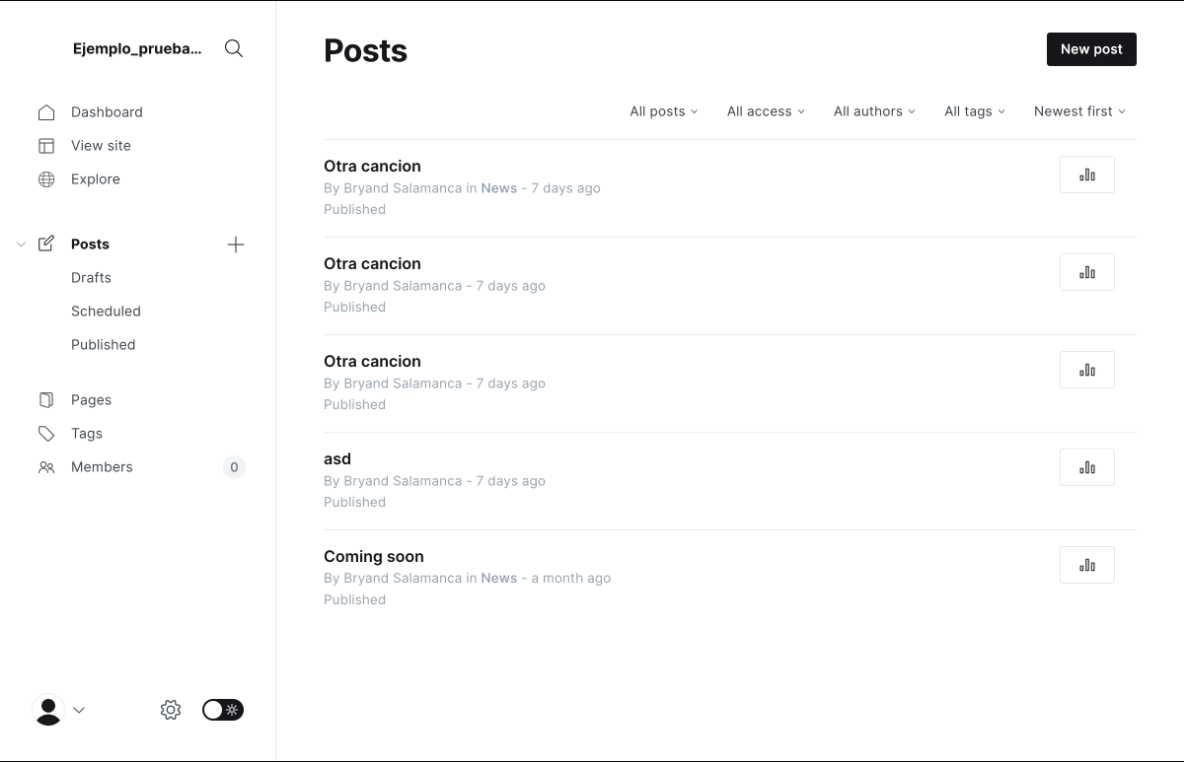 Ejemplo_prueba...
Dashboard
View site
Explore
Posts
Drafts
Scheduled
Published
Pages
Tags
Members 0
Posts
New post
All posts All access All authors All tags Newest first
Otra cancion
By Bryand Salamanca in News - 7 days ago
Published
Otra cancion
By Bryand Salamanca - 7 days ago
Published
Otra cancion
By Bryand Salamanca - 7 days ago
Published
asd
By Bryand Salamanca - 7 days ago
Published
Coming soon
By Bryand Salamanca in News - a month ago
Published